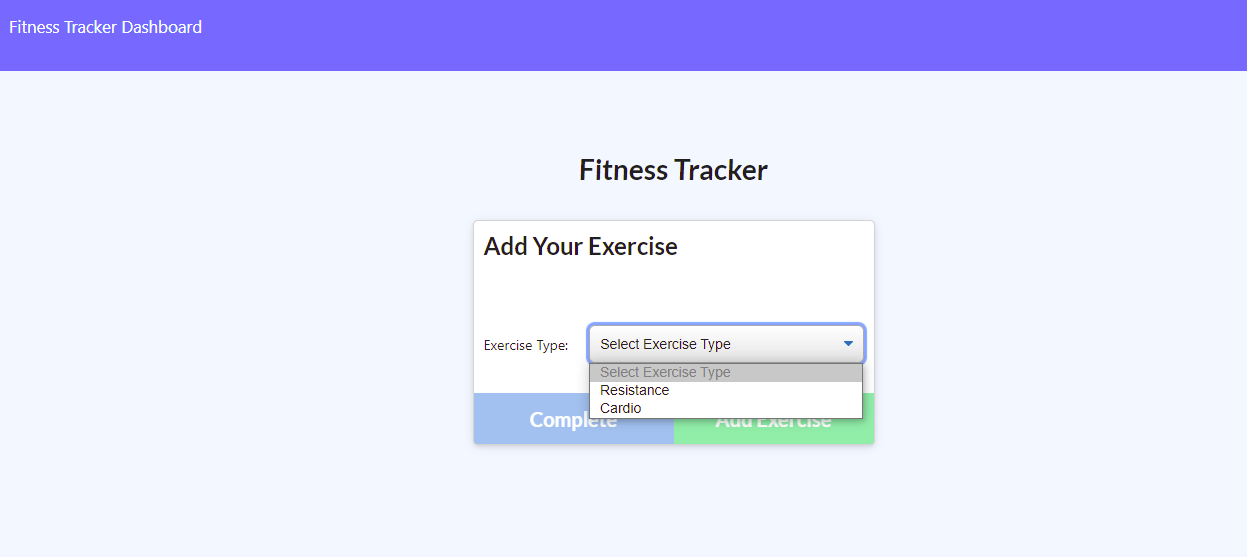 Fitness Tracker Dashboard
Fitness Tracker
Add Your Exercise
Exercise Type: Select Exercise Type
Select Exercise Type
Resistance
Cardio
Complete Add Exercise